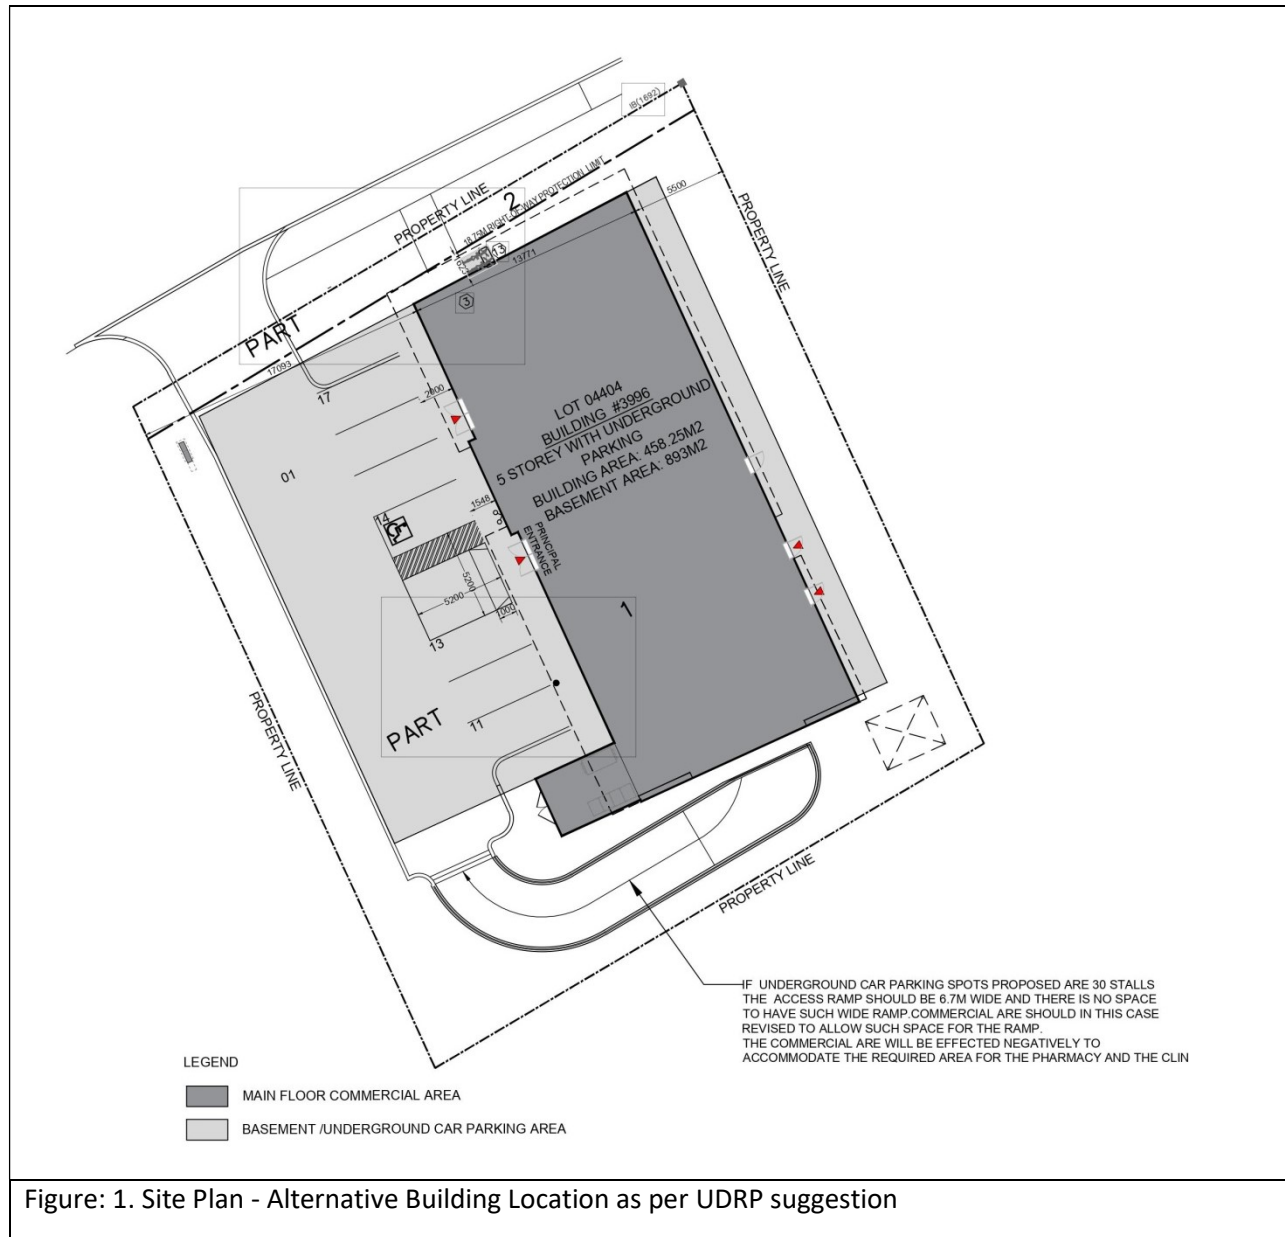 IB(1692)
PROPERTY LINE
2
18.75M RIGHT-OF-WAY PROTECTION LIMIT
5500
PROPERTY LINE
13
13771
3
PART
17093
17
2000
LOT 04404
BUILDING #3996
5 STOREY WITH UNDERGROUND
PARKING
BUILDING AREA: 458.25M2
BASEMENT AREA: 893M2
01
14
1548
PRINCIPAL
ENTRANCE
5200
5200
1000
1
13
PART
11
PROPERTY LINE
PROPERTY LINE
IF UNDERGROUND CAR PARKING SPOTS PROPOSED ARE 30 STALLS
THE ACCESS RAMP SHOULD BE 6.7M WIDE AND THERE IS NO SPACE
TO HAVE SUCH WIDE RAMP.COMMERCIAL ARE SHOULD IN THIS CASE
REVISED TO ALLOW SUCH SPACE FOR THE RAMP.
THE COMMERCIAL ARE WILL BE EFFECTED NEGATIVELY TO
ACCOMMODATE THE REQUIRED AREA FOR THE PHARMACY AND THE CLIN
LEGEND
MAIN FLOOR COMMERCIAL AREA
BASEMENT /UNDERGROUND CAR PARKING AREA
Figure: 1. Site Plan - Alternative Building Location as per UDRP suggestion